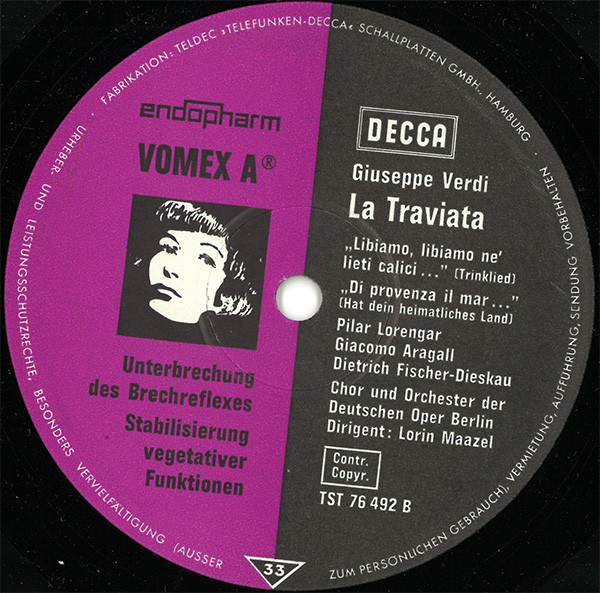 endopharm
VOMEX A®
Unterbrechung
des Brechreflexes
Stabilisierung
vegetativer
Funktionen
DECCA
Giuseppe Verdi
La Traviata
„Libiamo, libiamo ne'
lieti calici ..." (Trinklied)
„Di provenza il mar ..."
(Hat dein heimatliches Land)
Pilar Lorengar
Giacomo Aragall
Dietrich Fischer-Dieskau
Chor und Orchester der
Deutschen Oper Berlin
Dirigent: Lorin Maazel
Contr.
Copyr.
TST 76 492 B
33
· FABRIKATION: TELDEC »TELEFUNKEN-DECCA« SCHALLPLATTEN GMBH., HAMBURG ·
URHEBER- UND LEISTUNGSSCHUTZRECHTE, BESONDERS VERVIELFÄLTIGUNG (AUSSER ZUM PERSÖNLICHEN GEBRAUCH), VERMIETUNG, AUFFÜHRUNG, SENDUNG VORBEHALTEN